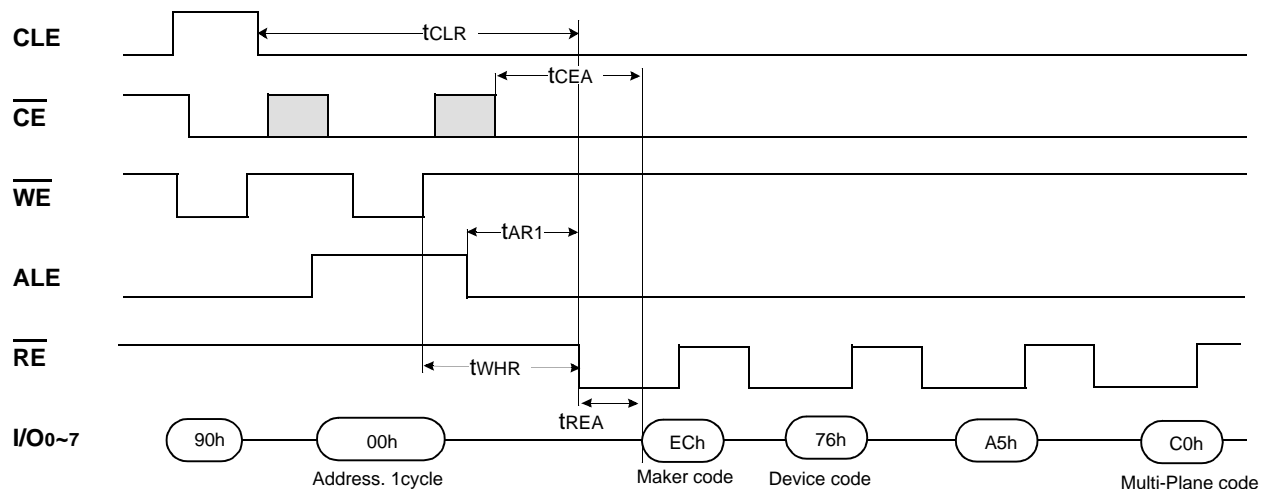 CLE
tCLR
tCEA
CE
WE
tAR1
ALE
RE
tWHR
tREA
I/O0~7
90h
00h
ECh
76h
A5h
C0h
Address. 1cycle
Maker code
Device code
Multi-Plane code